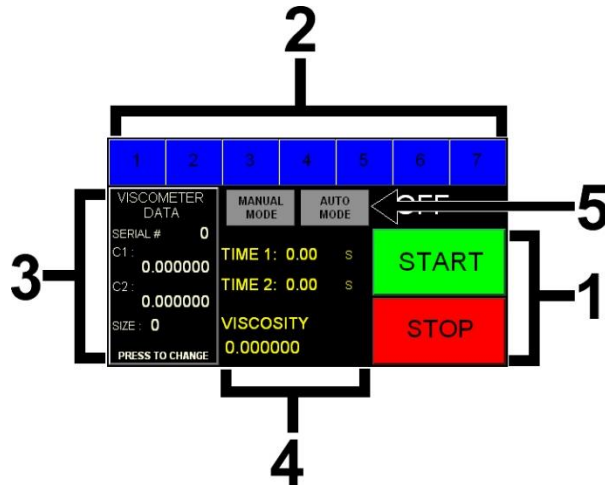 2
1 2 3 4 5 6 7
VISCOMETER
DATA
SERIAL # 0
C1 :
0.000000
C2 :
0.000000
SIZE : 0
PRESS TO CHANGE
MANUAL
MODE
AUTO
MODE
OFF
TIME 1: 0.00 S
TIME 2: 0.00 S
VISCOSITY
0.000000
START
STOP
3
5
1
4